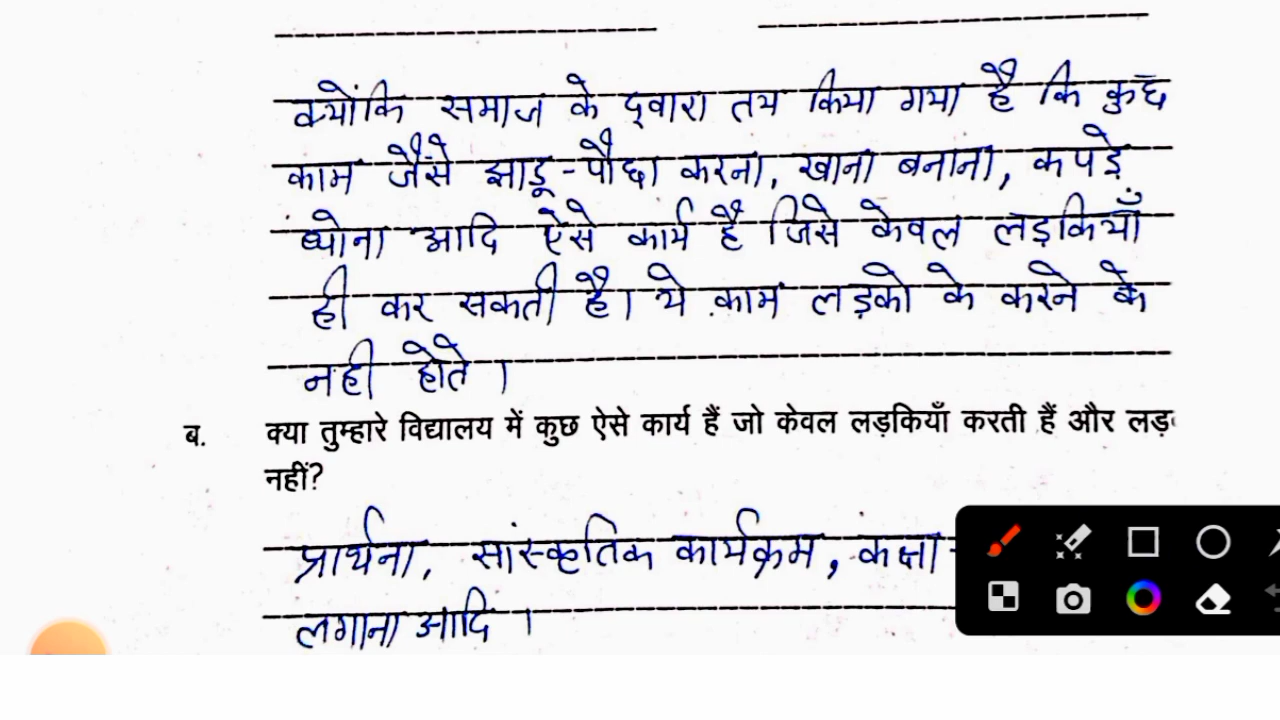 क्योंकि समाज के द्वारा तय किया गया है कि कुछ
काम जैसे झाडू-पौछा करना, खाना बनाना, कपड़े
धोना आदि ऐसे कार्य है जिसे केवल लड़कियाँ
ही कर सकती है। ये काम लड़को के करने के
नही होते।
ब. क्या तुम्हारे विद्यालय में कुछ ऐसे कार्य हैं जो केवल लड़कियाँ करती हैं और
नहीं?
प्रार्थना, सांस्कृतिक कार्यक्रम, कक्षा-
लगाना आदि।